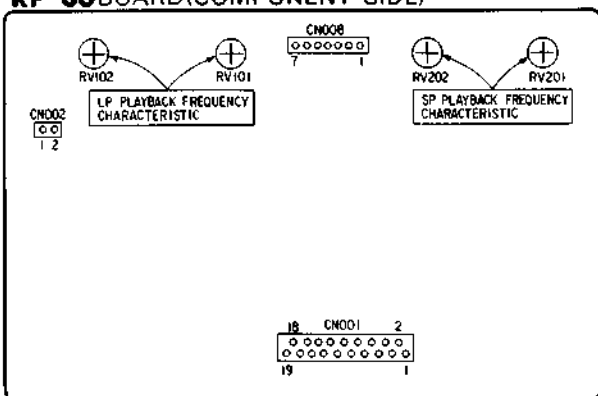 BOARD(COMPONENT SIDE)
CN008
7 1
RV102 RV101
RV202 RV201
LP PLAYBACK FREQUENCY
CHARACTERISTIC
SP PLAYBACK FREQUENCY
CHARACTERISTIC
CN002
1 2
18 CN001 2
19 1